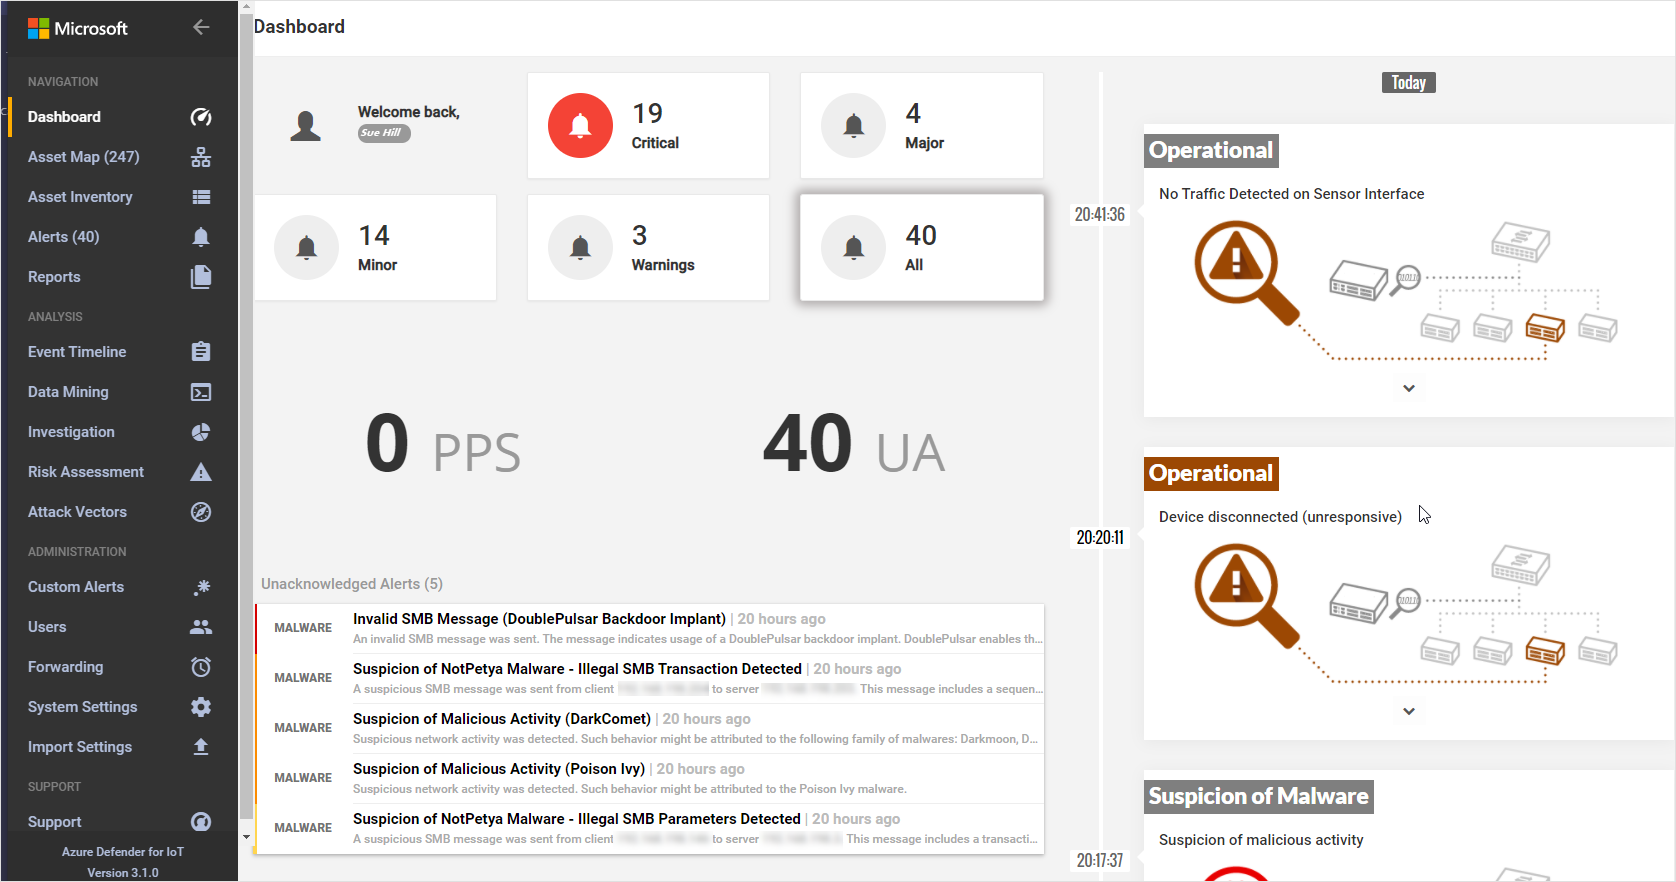 Microsoft
NAVIGATION
Dashboard
Asset Map (247)
Asset Inventory
Alerts (40)
Reports
ANALYSIS
Event Timeline
Data Mining
Investigation
Risk Assessment
Attack Vectors
ADMINISTRATION
Custom Alerts
Users
Forwarding
System Settings
Import Settings
SUPPORT
Support
Azure Defender for IoT
Version 3.1.0
Dashboard
Welcome back,
Sue Hill
19
Critical
4
Major
14
Minor
3
Warnings
40
All
0 PPS
40 UA
Unacknowledged Alerts (5)
MALWARE
Invalid SMB Message (DoublePulsar Backdoor Implant) | 20 hours ago
An invalid SMB message was sent. The message indicates usage of a DoublePulsar backdoor implant. DoublePulsar enables th...
MALWARE
Suspicion of NotPetya Malware - Illegal SMB Transaction Detected | 20 hours ago
A suspicious SMB message was sent from client to server This message includes a sequen...
MALWARE
Suspicion of Malicious Activity (DarkComet) | 20 hours ago
Suspicious network activity was detected. Such behavior might be attributed to the following family of malwares: Darkmoon, D...
MALWARE
Suspicion of Malicious Activity (Poison Ivy) | 20 hours ago
Suspicious network activity was detected. Such behavior might be attributed to the Poison Ivy malware.
MALWARE
Suspicion of NotPetya Malware - Illegal SMB Parameters Detected | 20 hours ago
A suspicious SMB message was sent from client to server This message includes a transacti...
Today
20:41:36
Operational
No Traffic Detected on Sensor Interface
01011
20:20:11
Operational
Device disconnected (unresponsive)
01011
20:17:37
Suspicion of Malware
Suspicion of malicious activity